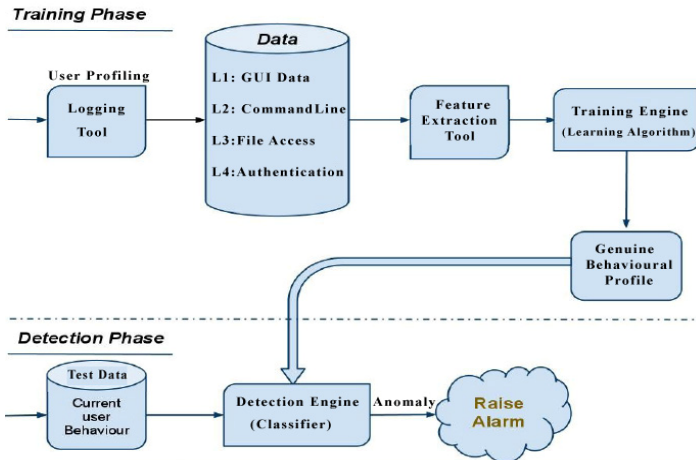 Training Phase
Data
User Profiling
Logging
Tool
L1: GUI Data
L2: CommandLine
L3:File Access
L4:Authentication
Feature
Extraction
Tool
Training Engine
(Learning Algorithm)
Genuine
Behavioural
Profile
Detection Phase
Test Data
Current
user
Behaviour
Detection Engine
(Classifier)
Anomaly
Raise
Alarm